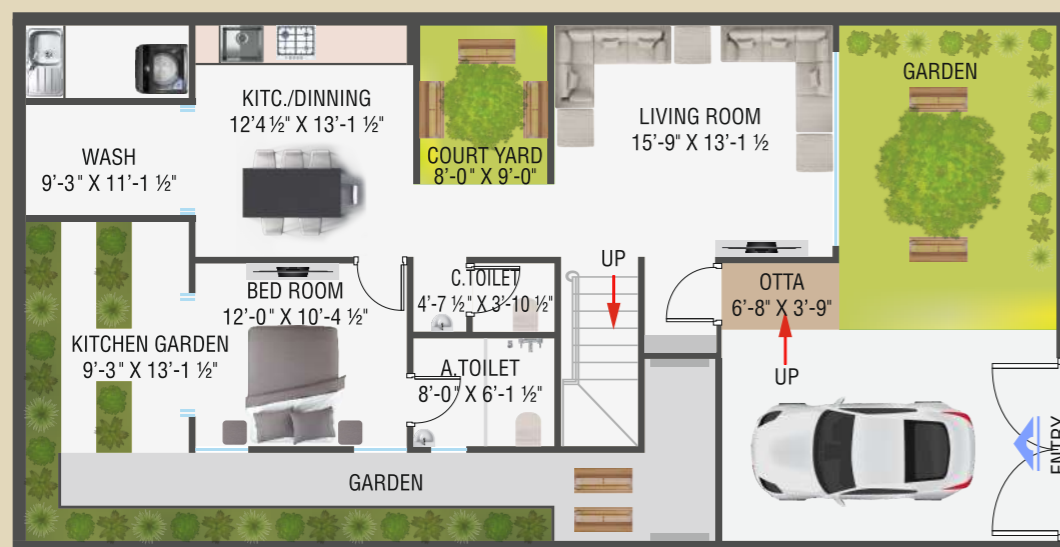 KITC./DINNING
12'4 ½" X 13'-1 ½"
COURT YARD
8'-0" X 9'-0"
LIVING ROOM
15'-9" X 13'-1 ½
GARDEN
WASH
9'-3" X 11'-1 ½"
UP
C.TOILET
4'-7 ½" X 3'-10 ½"
OTTA
6'-8" X 3'-9"
BED ROOM
12'-0" X 10'-4 ½"
KITCHEN GARDEN
9'-3" X 13'-1 ½"
A.TOILET
8'-0" X 6'-1 ½"
UP
ENTRY
GARDEN